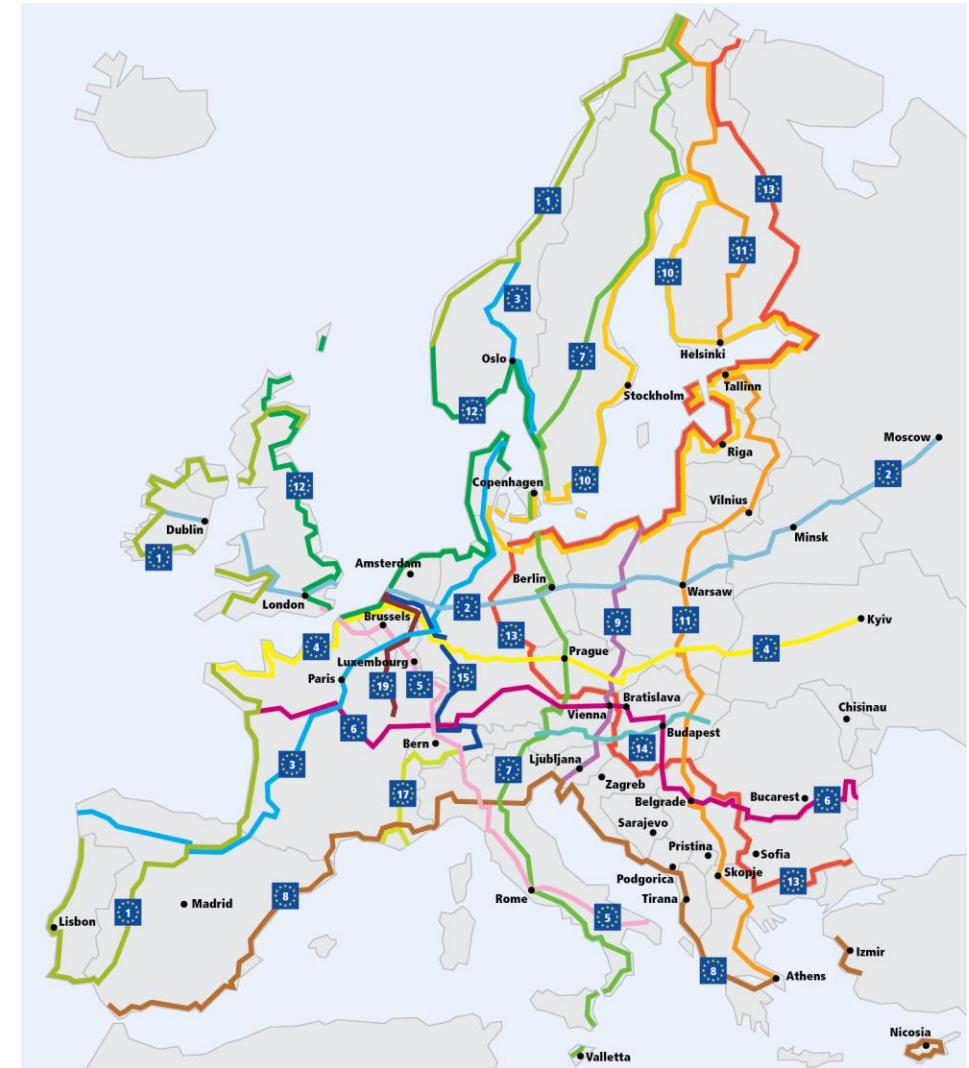 1
13
11
10
3
7
Oslo
Helsinki
Stockholm
Tallinn
12
Moscow
Riga
2
12
Copenhagen
10
Vilnius
Dublin
Minsk
1
Amsterdam
Berlin
Warsaw
London
2
Brussels
9
11
Kyiv
4
13
4
Luxembourg
Prague
Paris
19
5
15
Chisinau
Vienna
Bratislava
6
Budapest
Bern
14
3
7
Ljubljana
17
Zagreb
Belgrade
Bucarest
6
Sarajevo
Pristina
Sofia
Podgorica
Skopje
13
8
Rome
Tirana
Madrid
1
5
Lisbon
Izmir
8
Athens
Nicosia
Valletta